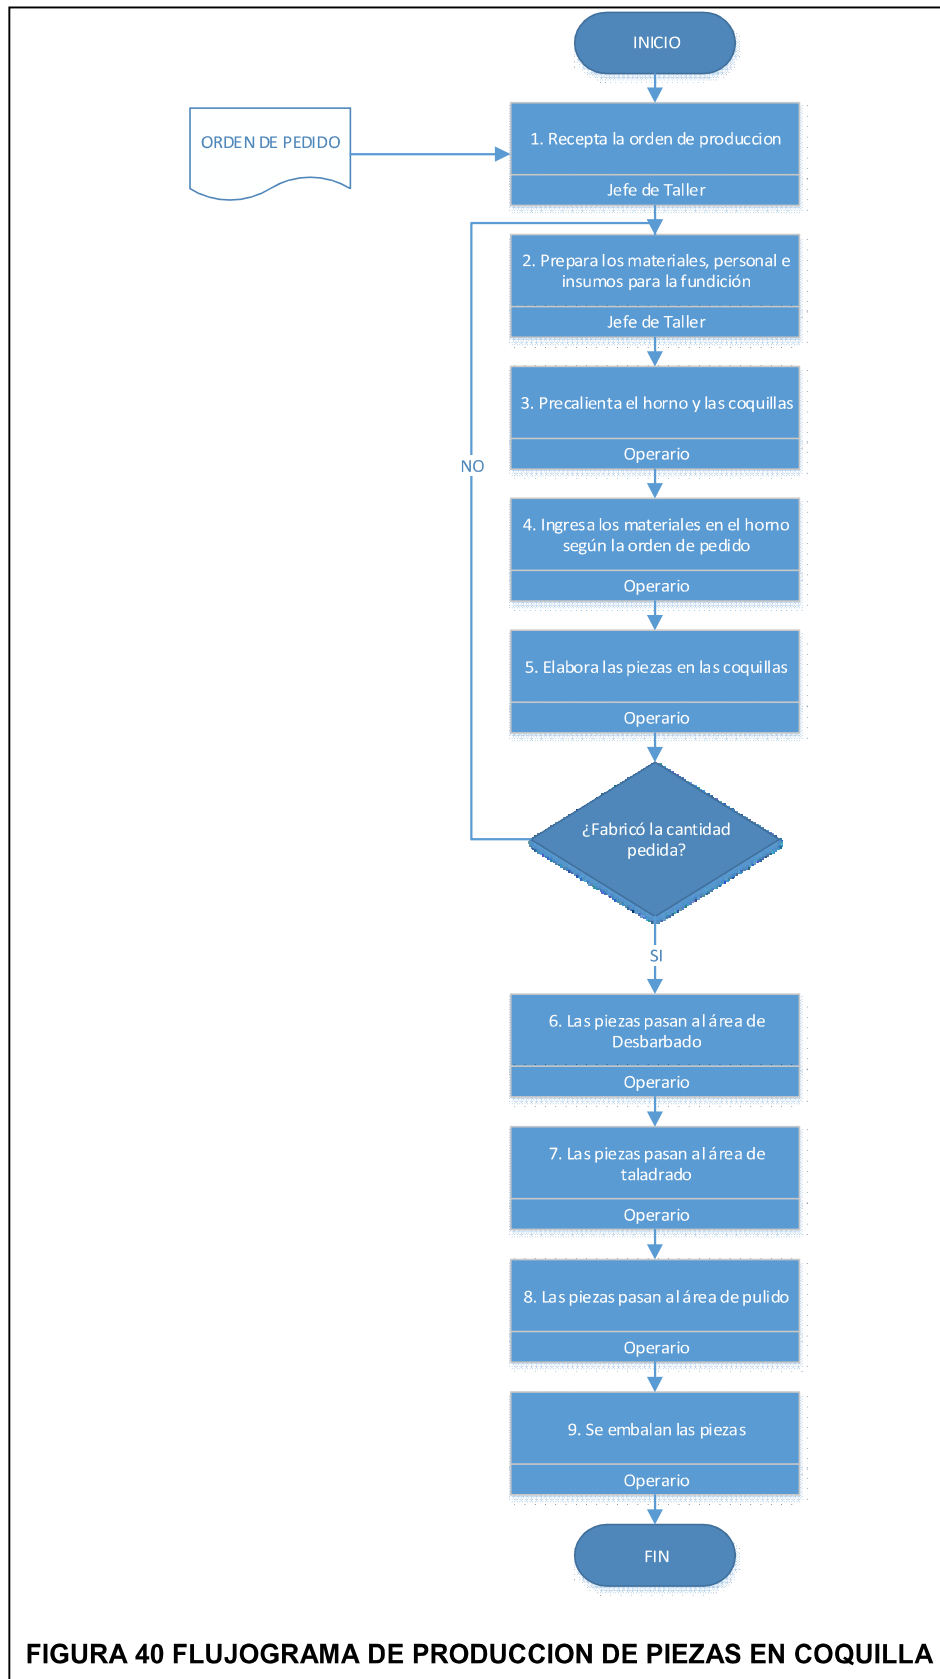 INICIO
ORDEN DE PEDIDO
1. Recepta la orden de produccion
Jefe de Taller
2. Prepara los materiales, personal e
insumos para la fundición
Jefe de Taller
3. Precalienta el horno y las coquillas
Operario
NO
4. Ingresa los materiales en el horno
según la orden de pedido
Operario
5. Elabora las piezas en las coquillas
Operario
¿Fabricó la cantidad
pedida?
SI
6. Las piezas pasan al área de
Desbarbado
Operario
7. Las piezas pasan al área de
taladrado
Operario
8. Las piezas pasan al área de pulido
Operario
9. Se embalan las piezas
Operario
FIN
FIGURA 40 FLUJOGRAMA DE PRODUCCION DE PIEZAS EN COQUILLA